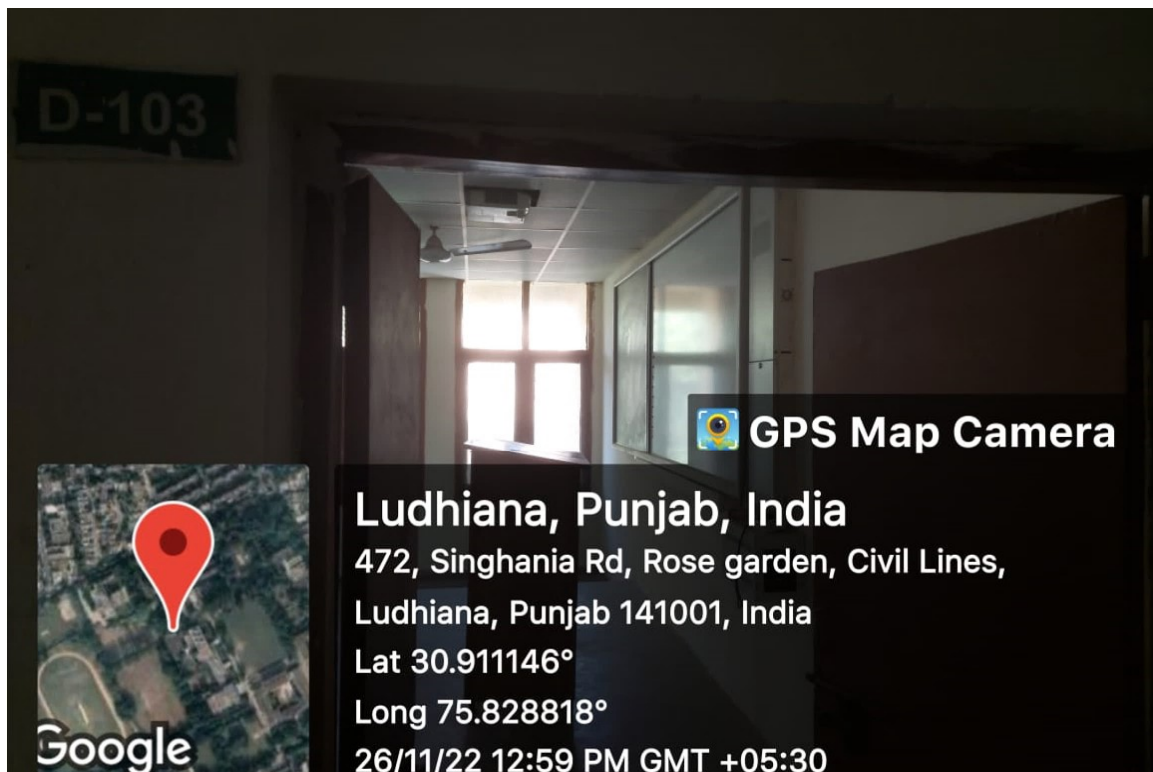 D-103
GPS Map Camera
Ludhiana, Punjab, India
472, Singhania Rd, Rose garden, Civil Lines,
Ludhiana, Punjab 141001, India
Lat 30.911146°
Long 75.828818°
26/11/22 12:59 PM GMT +05:30
Google